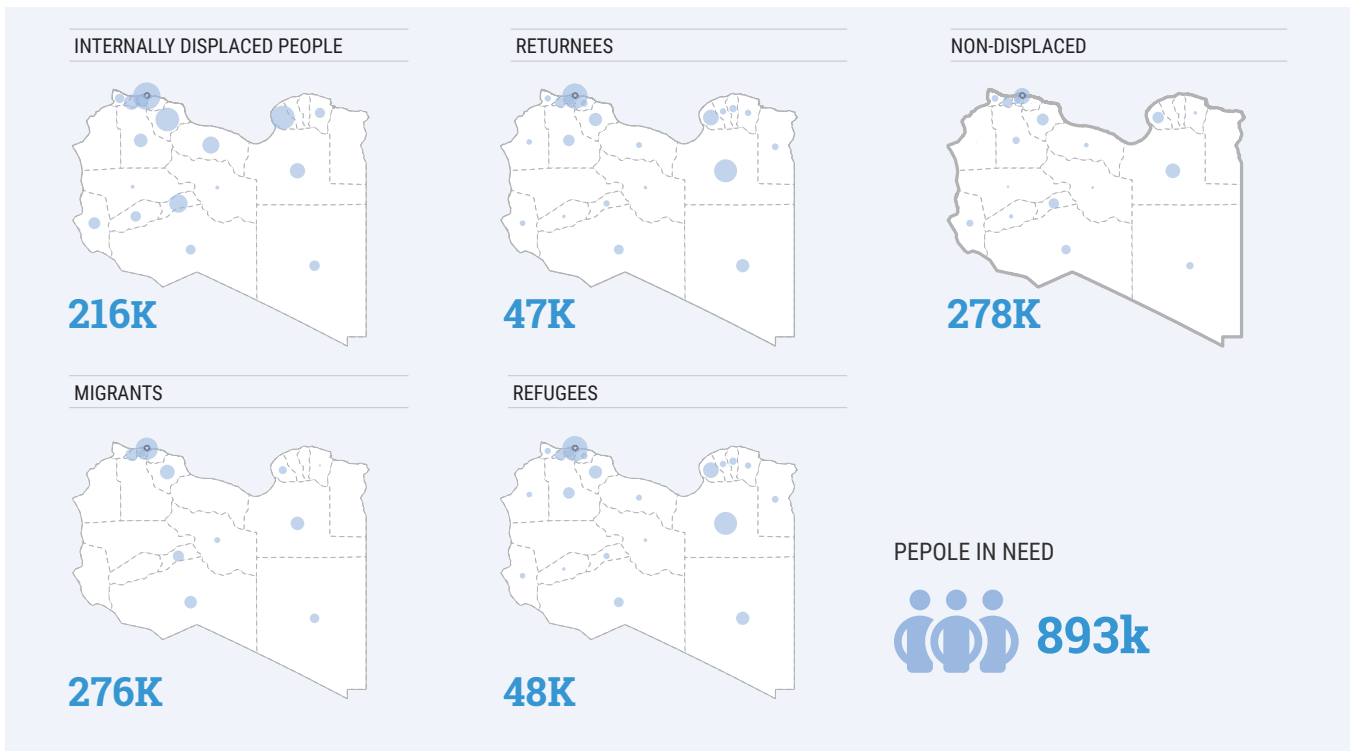 INTERNALLY DISPLACED PEOPLE
216K
RETURNEES
47K
NON-DISPLACED
278K
MIGRANTS
276K
REFUGEES
48K
PEPOLE IN NEED
893k